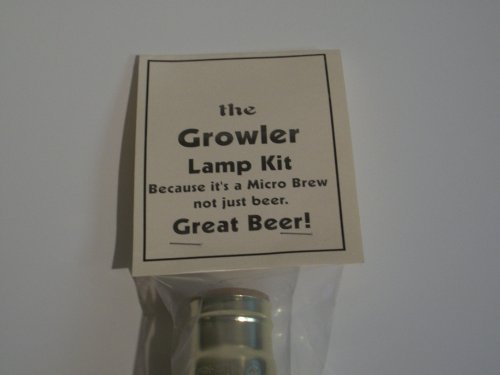 the
Growler
Lamp Kit
Because it's a Micro Brew
not just beer.
Great Beer!